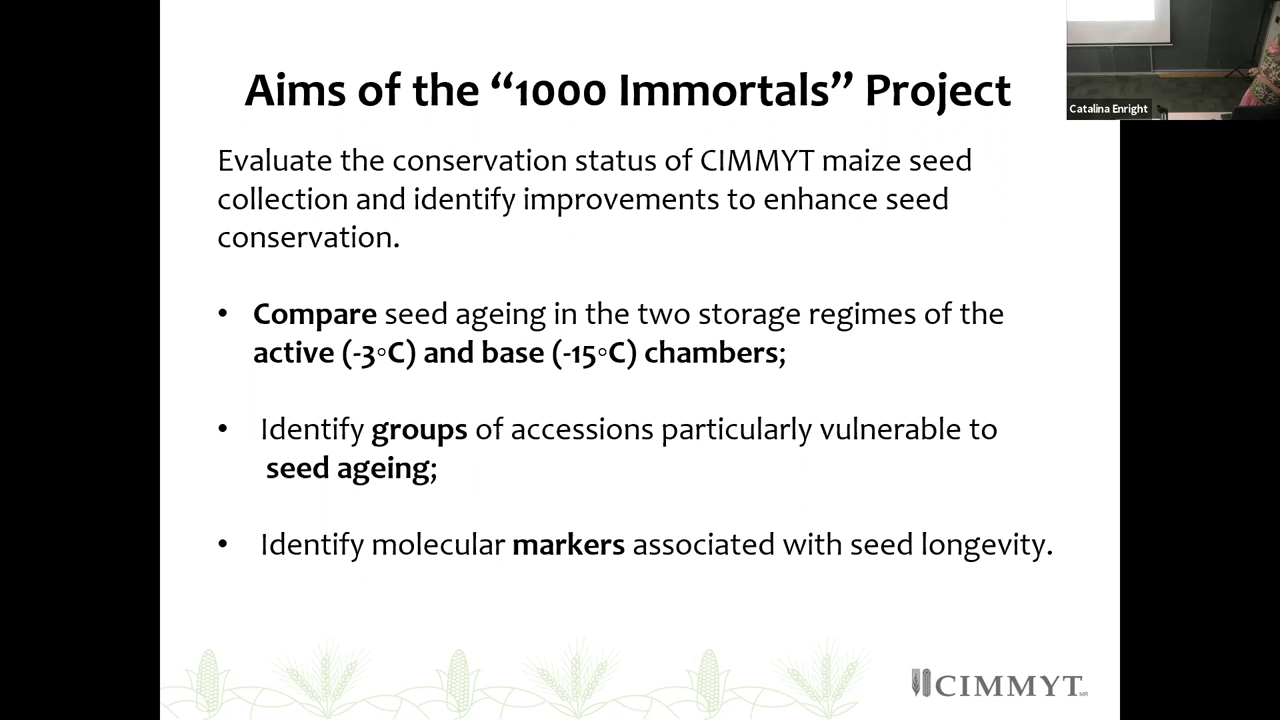 Aims of the “1000 Immortals” Project
Catalina Enright
Evaluate the conservation status of CIMMYT maize seed
collection and identify improvements to enhance seed
conservation.
• Compare seed ageing in the two storage regimes of the
active (-3◦C) and base (-15◦C) chambers;
• Identify groups of accessions particularly vulnerable to
seed ageing;
• Identify molecular markers associated with seed longevity.
CIMMYT MR